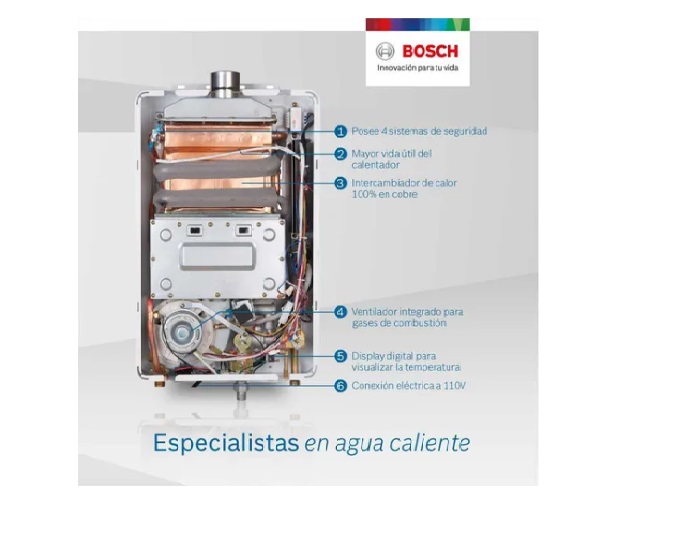 BOSCH
Innovación para tu vida
1 Posee 4 sistemas de seguridad
2 Mayor vida útil del
calentador
3 Intercambiador de calor
100% en cobre
4 Ventilador integrado para
gases de combustión
5 Display digital para
visualizar la temperatura
6 Conexión eléctrica a 110V
Especialistas en agua caliente